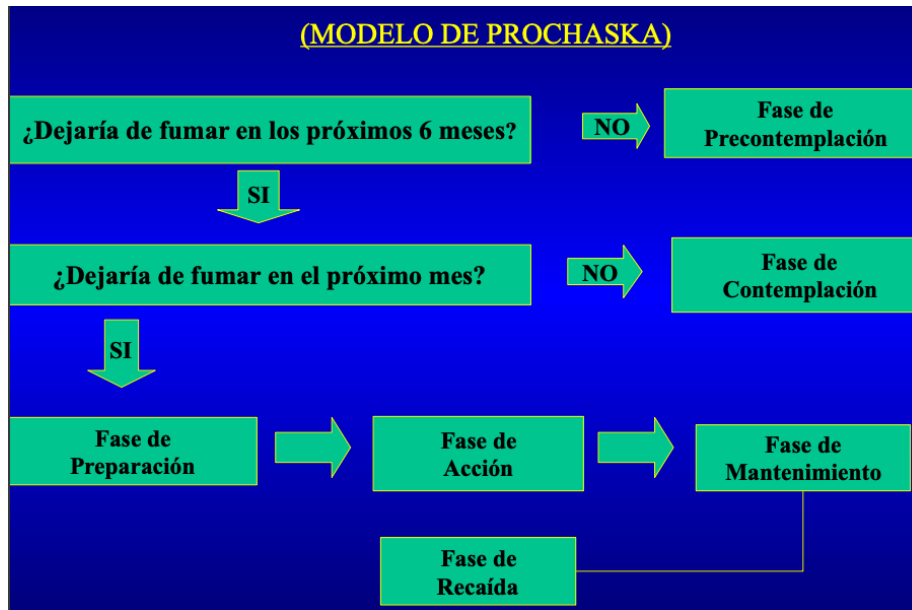 (MODELO DE PROCHASKA)
¿Dejaría de fumar en los próximos 6 meses?
NO
Fase de
Precontemplación
SI
¿Dejaría de fumar en el próximo mes?
NO
Fase de
Contemplación
SI
Fase de
Preparación
Fase de
Acción
Fase de
Mantenimiento
Fase de
Recaída